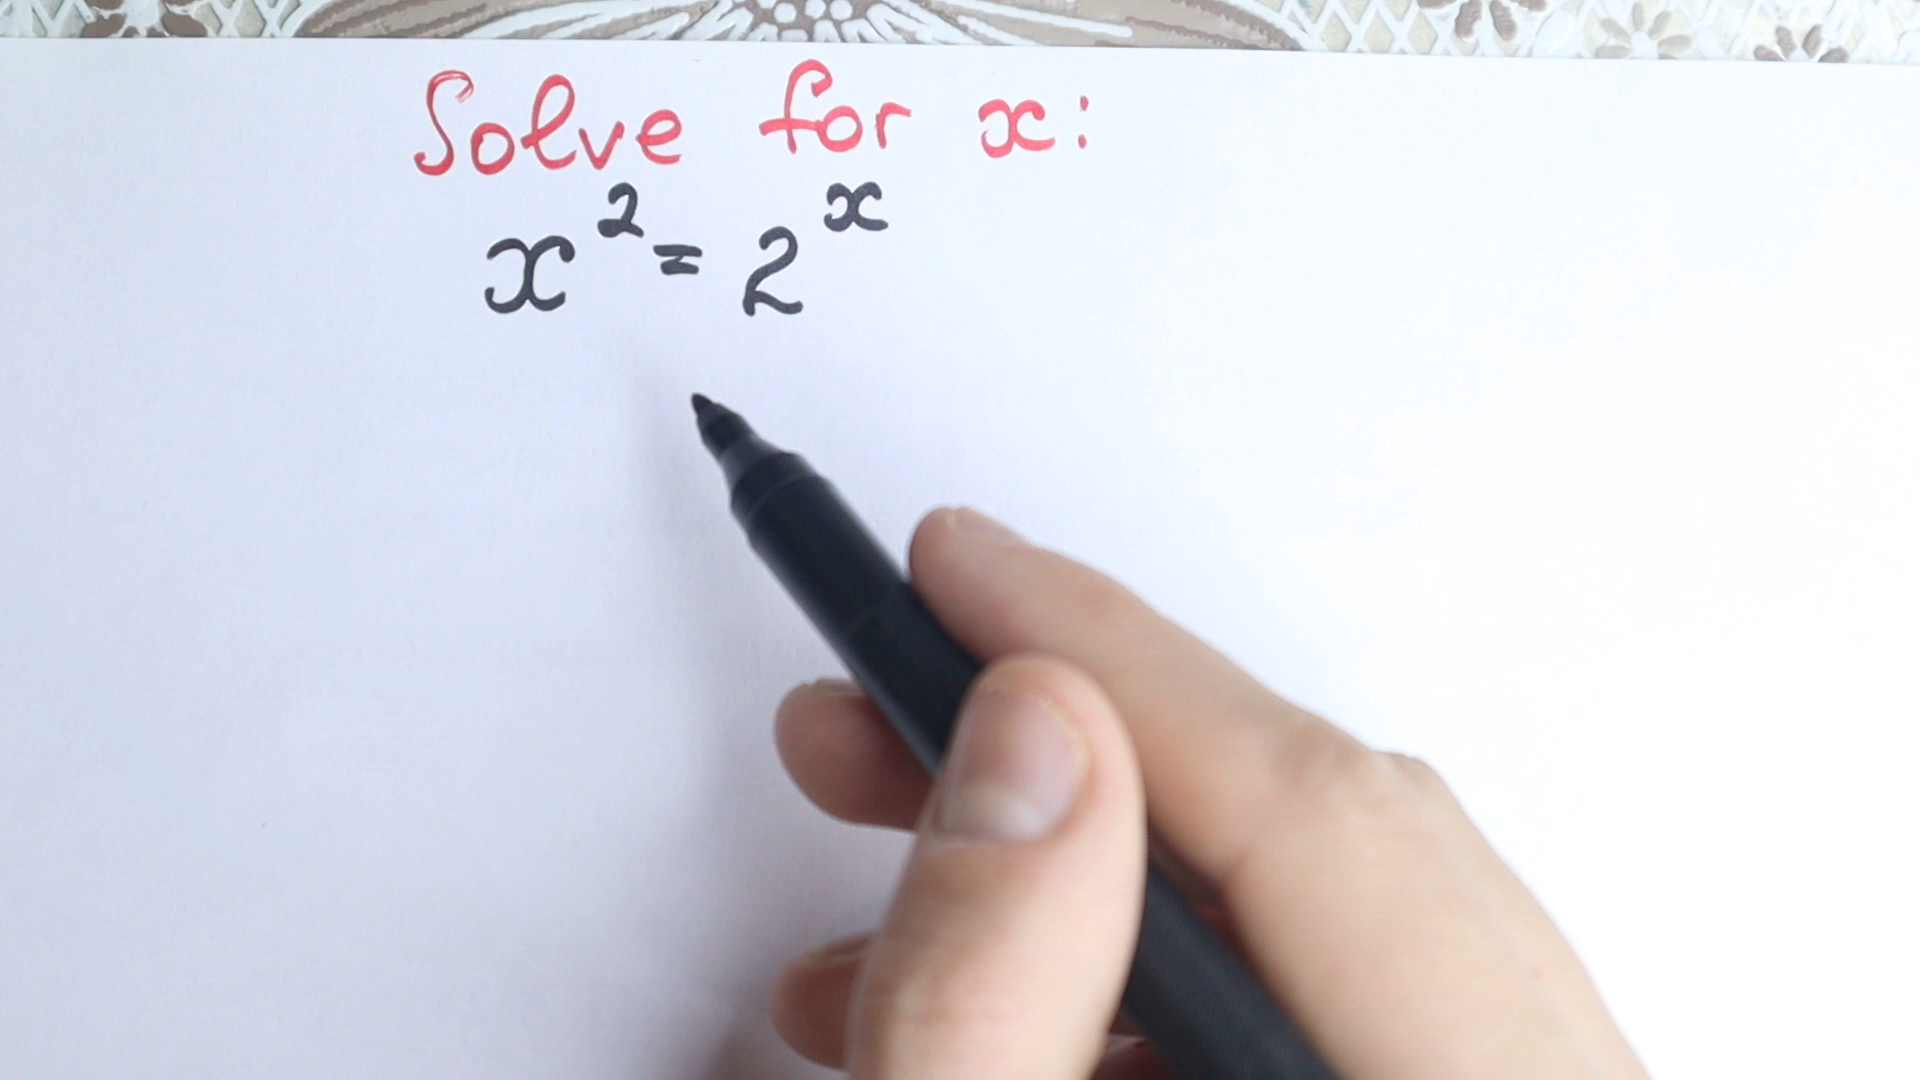 Solve for x:
x² = 2ˣ